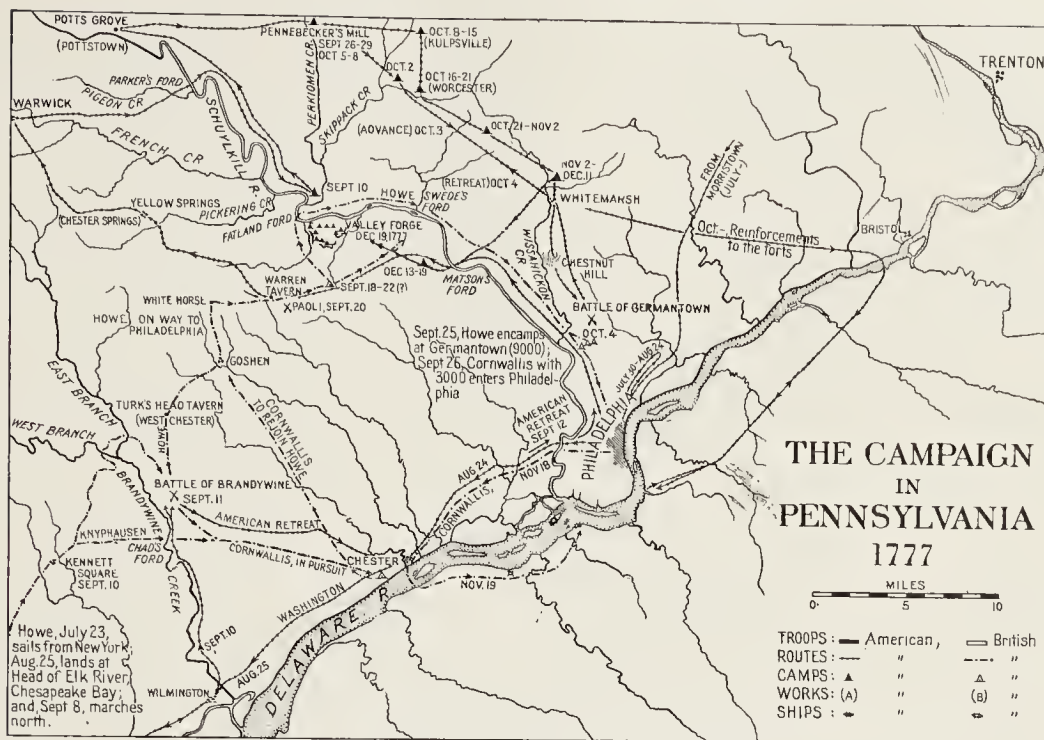 POTTS GROVE
(POTTSTOWN)
PENNEBECKER'S MILL
SEPT 26-29
OCT 5-8
OCT. 8-15
(KULPSVILLE)
OCT. 2
OCT 16-21
(WORCESTER)
TRENTON
PARKER'S FORD
PIGEON CR
WARWICK
SCHUYLKILL R.
PERKIOMEN CR
SKIPPACK CR
FRENCH CR
(ADVANCE) OCT. 3
OCT. 21-NOV 2
NOV 2-
DEC. 11
FROM
MORRISTOWN
(JULY-)
(RETREAT) OCT 4
SEPT 10
HOWE
SWEDE'S
FORD
WHITEMARSH
YELLOW SPRINGS
(CHESTER SPRINGS)
PICKERING CR
FATLAND FORD
VALLEY FORGE
DEC 19, 1777
Oct.-, Reinforcements
to the forts
BRISTOL
WISSAHICKON
CR
CHESTNUT
HILL
DEC 13-19
MATSON'S
FORD
WARREN
TAVERN
SEPT. 18-22 (?)
WHITE HORSE
PAOLI, SEPT. 20
BATTLE OF GERMANTOWN
OCT. 4
HOWE ON WAY TO
PHILADELPHIA
Sept. 25, Howe encamps
at Germantown (9000);
Sept 26, Cornwallis with
3000 enters Philadel-
phia
GOSHEN
JULY 30-AUG 24
EAST BRANCH
WEST BRANCH
TURK'S HEAD TAVERN
(WEST CHESTER)
HOWE
CORNWALLIS
TO REJOIN HOWE
AMERICAN
RETREAT
SEPT 12
PHILADELPHIA
AUG. 24
CORNWALLIS,
NOV 18
BATTLE OF BRANDYWINE
SEPT. 11
BRANDYWINE
CREEK
KNYPHAUSEN
CHAD'S
FORD
AMERICAN RETREAT
CORNWALLIS, IN PURSUIT
CHESTER
KENNETT
SQUARE
SEPT. 10
NOV. 19
WASHINGTON
DELAWARE R.
SEPT 10
AUG. 25
WILMINGTON
Howe, July 23,
sails from New York;
Aug. 25, lands at
Head of Elk River,
Chesapeake Bay;
and, Sept 8, marches
north.
THE CAMPAIGN
IN
PENNSYLVANIA
1777
MILES
0 5 10
TROOPS: American, British
ROUTES: " "
CAMPS: " "
WORKS: (A) " (B) "
SHIPS: " "